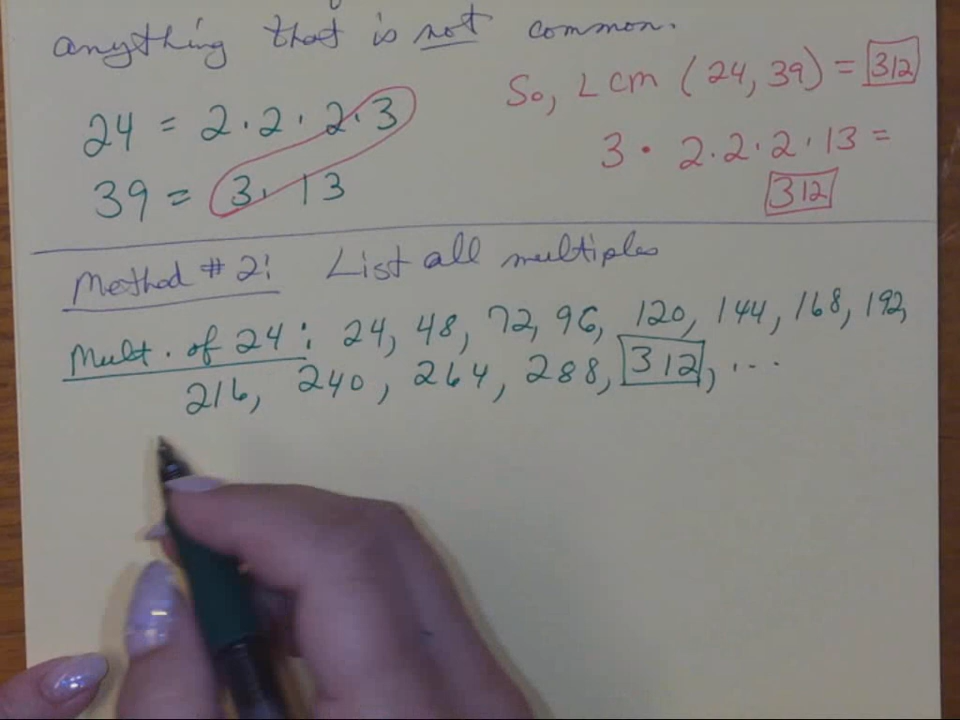 anything that is not common.
So, LCM (24, 39) = 312
24 = 2·2·2·3
3 · 2·2·2·13 =
312
39 = 3·13
Method #2: List all multiples
Mult. of 24: 24, 48, 72, 96, 120, 144, 168, 192,
216, 240, 264, 288, 312, ...